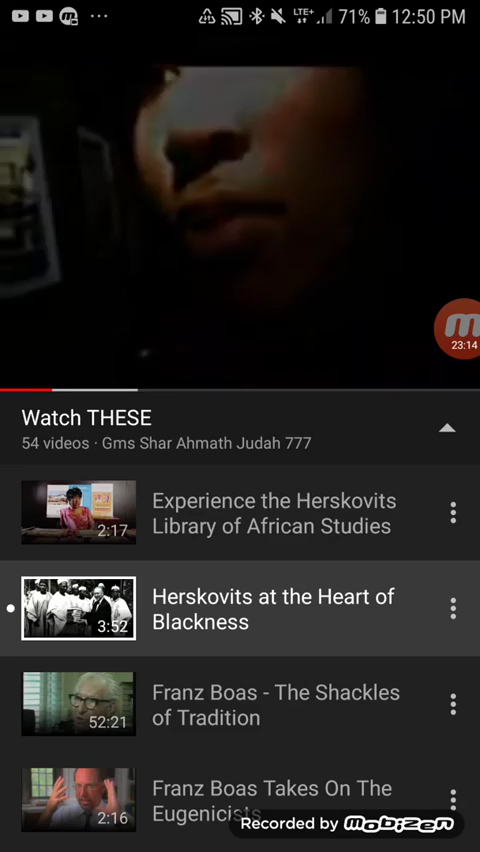 LTE+ 71% 12:50 PM
23:14
Watch THESE
54 videos · Gms Shar Ahmath Judah 777
Experience the Herskovits
Library of African Studies
2:17
Herskovits at the Heart of
Blackness
3:52
Franz Boas - The Shackles
of Tradition
52:21
Franz Boas Takes On The
Eugenicists
2:16
Recorded by mobizen